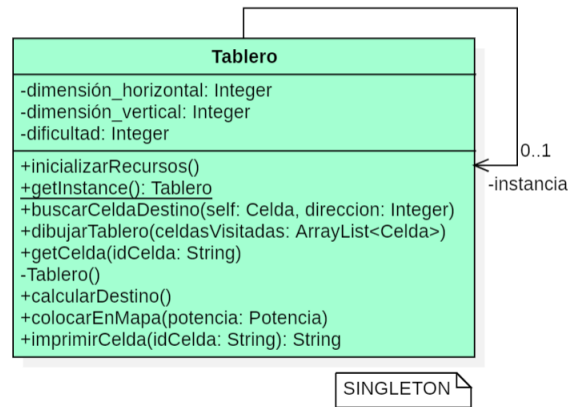 Tablero
-dimensión_horizontal: Integer
-dimensión_vertical: Integer
-dificultad: Integer
+inicializarRecursos()
+getInstance(): Tablero
+buscarCeldaDestino(self: Celda, direccion: Integer)
+dibujarTablero(celdasVisitadas: ArrayList<Celda>)
+getCelda(idCelda: String)
-Tablero()
+calcularDestino()
+colocarEnMapa(potencia: Potencia)
+imprimirCelda(idCelda: String): String
0..1
-instancia
SINGLETON